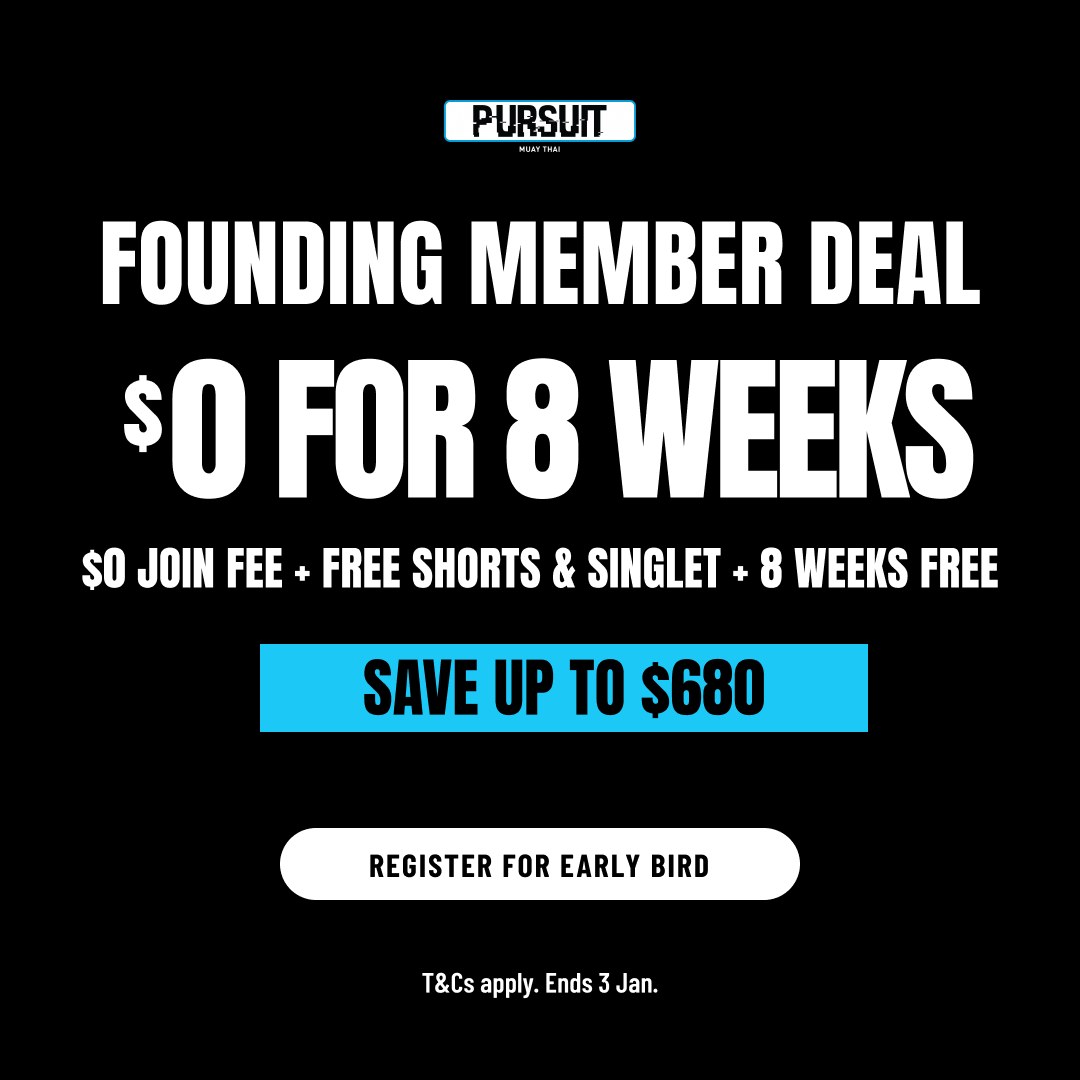 PURSUIT
MUAY THAI
FOUNDING MEMBER DEAL
$0 FOR 8 WEEKS
$0 JOIN FEE + FREE SHORTS & SINGLET + 8 WEEKS FREE
SAVE UP TO $680
REGISTER FOR EARLY BIRD
T&Cs apply. Ends 3 Jan.